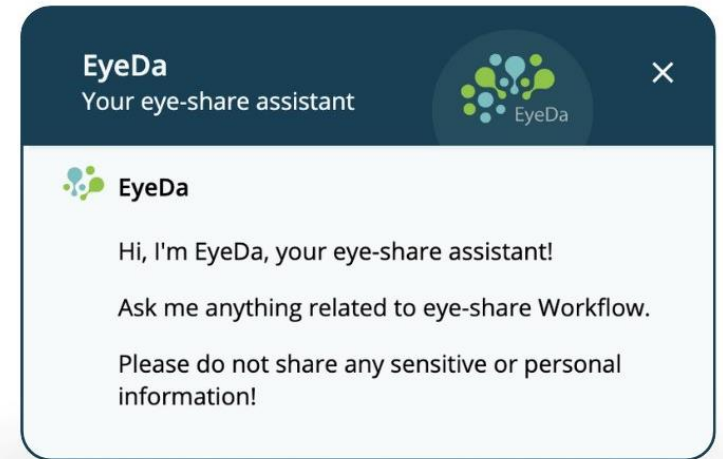 EyeDa
Your eye-share assistant
EyeDa
EyeDa
Hi, I'm EyeDa, your eye-share assistant!
Ask me anything related to eye-share Workflow.
Please do not share any sensitive or personal
information!